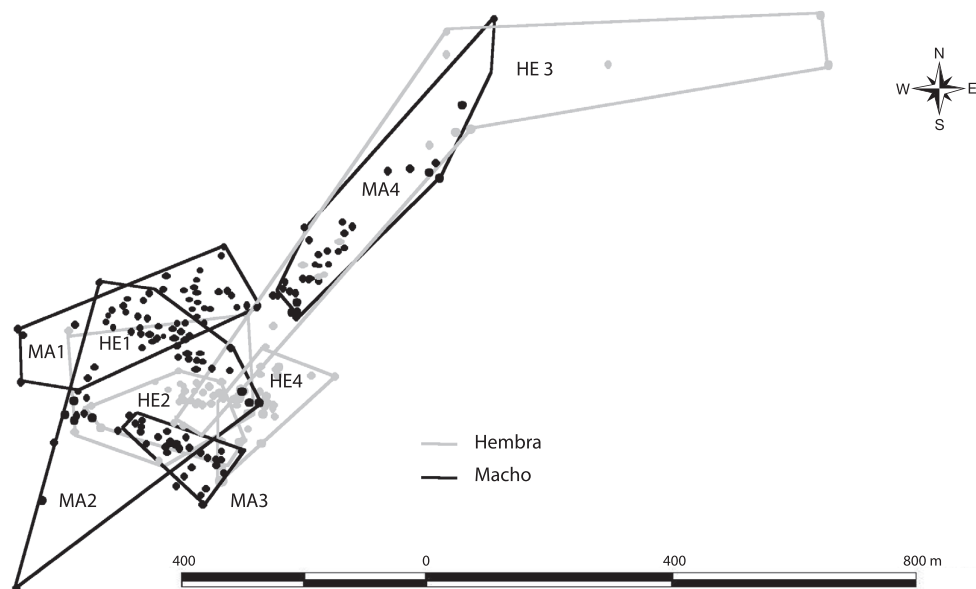 HE 3
N
W E
S
MA4
MA1
HE1
HE4
HE2
MA2
MA3
Hembra
Macho
400 0 400 800 m